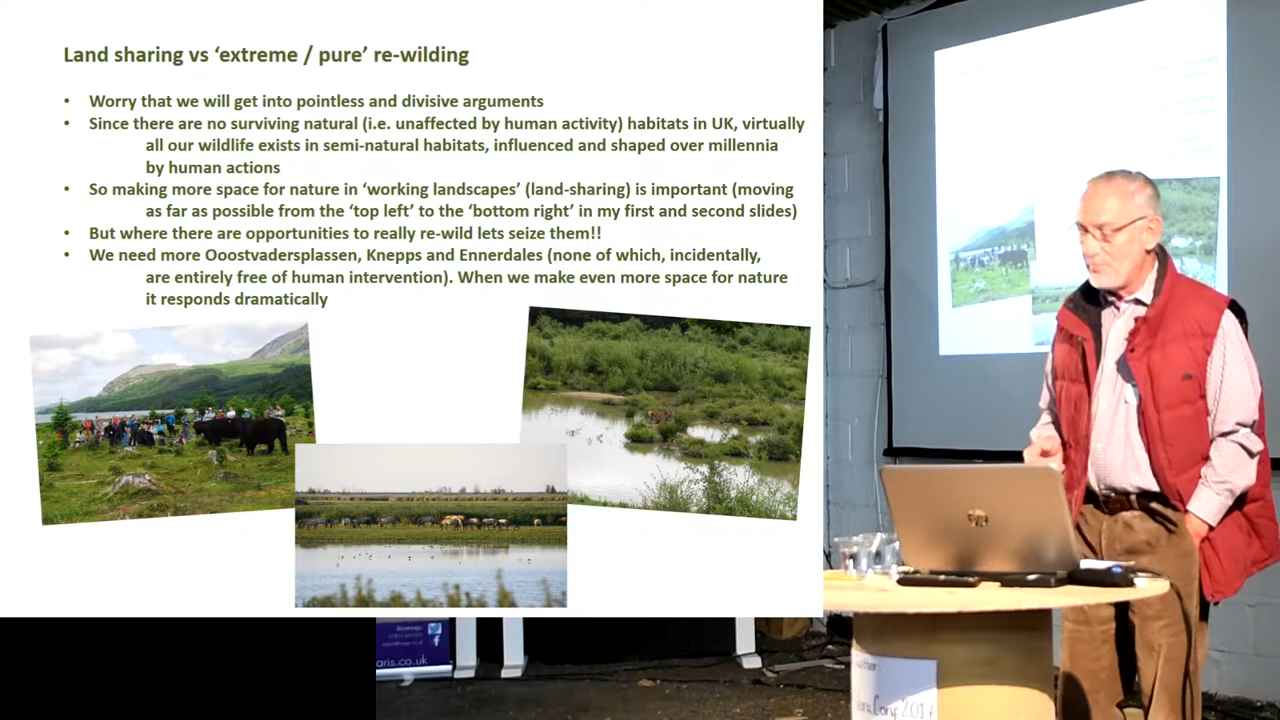 Land sharing vs ‘extreme / pure’ re-wilding
• Worry that we will get into pointless and divisive arguments
• Since there are no surviving natural (i.e. unaffected by human activity) habitats in UK, virtually
all our wildlife exists in semi-natural habitats, influenced and shaped over millennia
by human actions
• So making more space for nature in ‘working landscapes’ (land-sharing) is important (moving
as far as possible from the ‘top left’ to the ‘bottom right’ in my first and second slides)
• But where there are opportunities to really re-wild lets seize them!!
• We need more Ooostvadersplassen, Knepps and Ennerdales (none of which, incidentally,
are entirely free of human intervention). When we make even more space for nature
it responds dramatically
aris.co.uk
hp